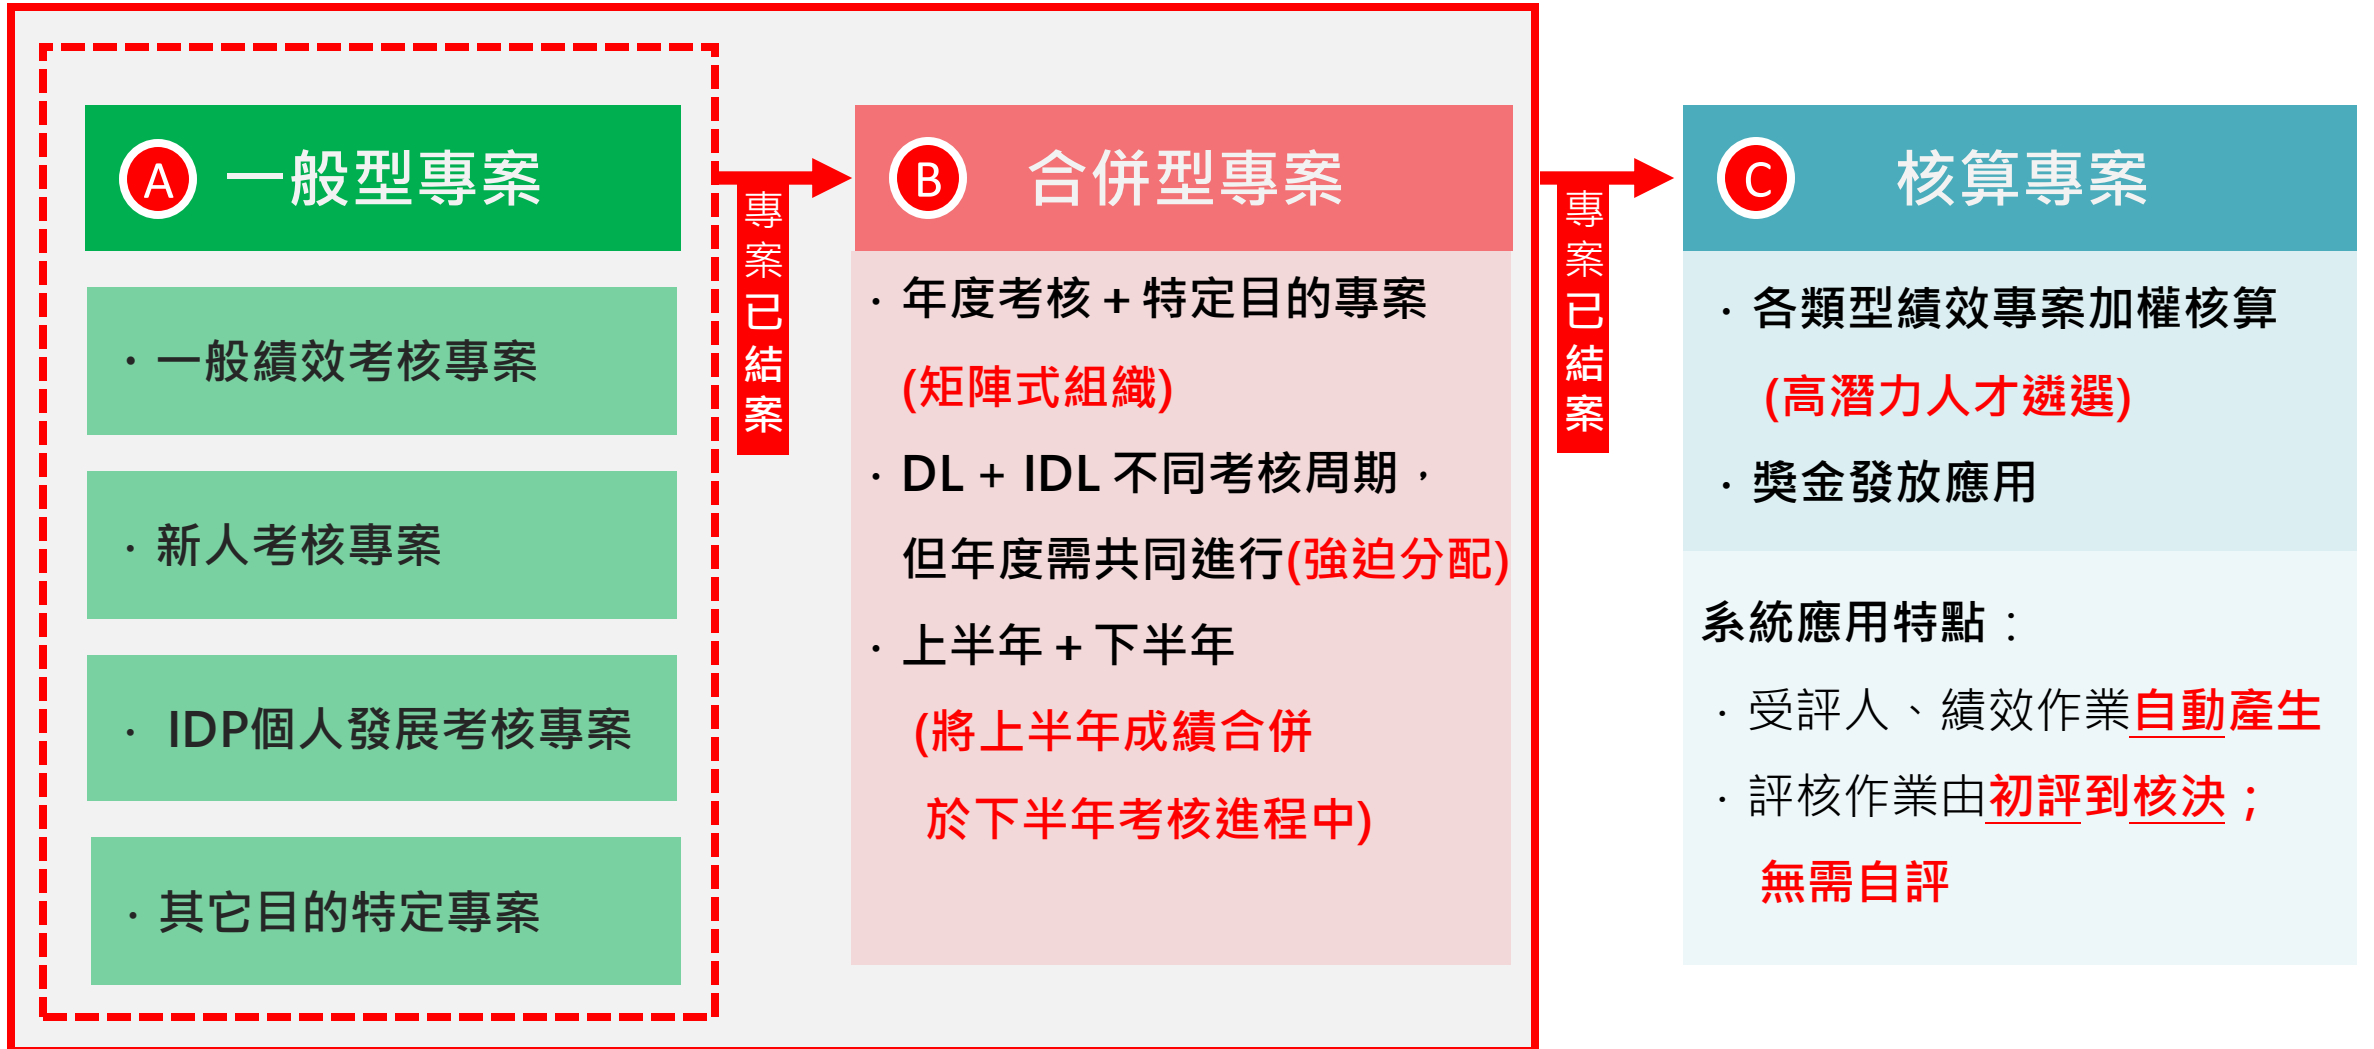 A 一般型專案
・一般績效考核專案
・新人考核專案
・ IDP個人發展考核專案
・其它目的特定專案
專案已結案
B 合併型專案
・年度考核+特定目的專案
(矩陣式組織)
・DL + IDL 不同考核周期，
但年度需共同進行(強迫分配)
・上半年+下半年
(將上半年成績合併
於下半年考核進程中)
專案已結案
C 核算專案
・各類型績效專案加權核算
(高潛力人才遴選)
・獎金發放應用
系統應用特點：
・受評人、績效作業自動產生
・評核作業由初評到核決；
無需自評